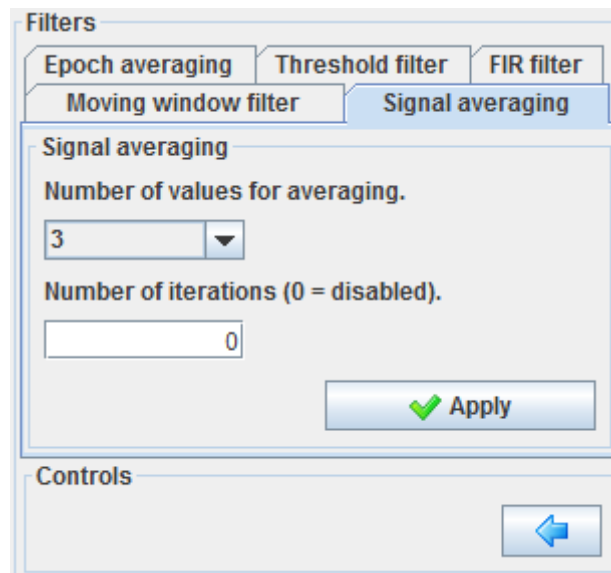 Filters
Epoch averaging Threshold filter FIR filter
Moving window filter Signal averaging
Signal averaging
Number of values for averaging.
3
Number of iterations (0 = disabled).
0
Apply
Controls